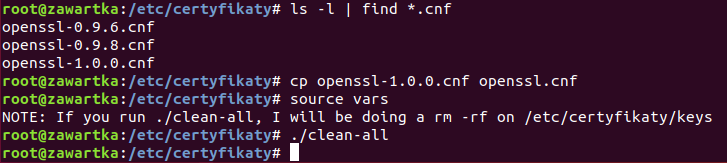 root@zawartka:/etc/certyfikaty# ls -l | find *.cnf
openssl-0.9.6.cnf
openssl-0.9.8.cnf
openssl-1.0.0.cnf
root@zawartka:/etc/certyfikaty# cp openssl-1.0.0.cnf openssl.cnf
root@zawartka:/etc/certyfikaty# source vars
NOTE: If you run ./clean-all, I will be doing a rm -rf on /etc/certyfikaty/keys
root@zawartka:/etc/certyfikaty# ./clean-all
root@zawartka:/etc/certyfikaty#